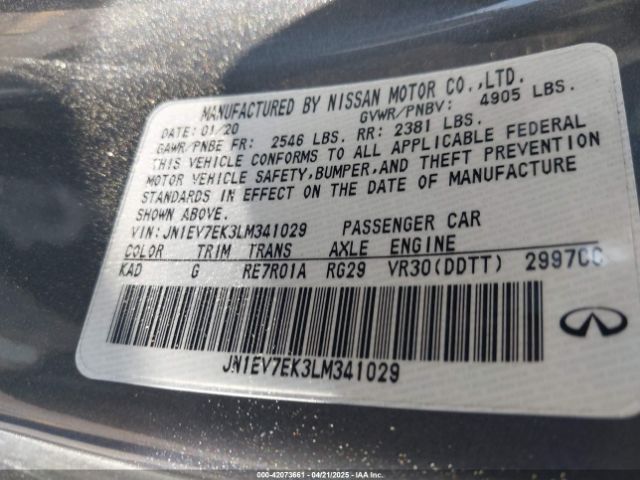 MANUFACTURED BY NISSAN MOTOR CO.,LTD.
DATE: 01/20 GVWR/PNBV: 4905 LBS.
GAWR/PNBE FR: 2546 LBS. RR: 2381 LBS.
THIS VEHICLE CONFORMS TO ALL APPLICABLE FEDERAL
MOTOR VEHICLE SAFETY,BUMPER,AND THEFT PREVENTION
STANDARDS IN EFFECT ON THE DATE OF MANUFACTURE
SHOWN ABOVE.
VIN:JN1EV7EK3LM341029 PASSENGER CAR
COLOR TRIM TRANS AXLE ENGINE
KAD G RE7R01A RG29 VR30(DDTT) 2997CC
JN1EV7EK3LM341029
000-42073661 - 04/21/2025 - IAAI.COM